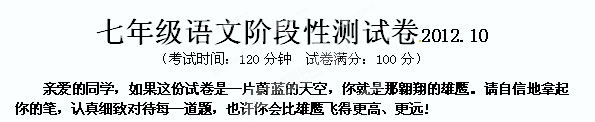 七年级语文阶段性测试卷2012.10
(考试时间：120分钟　试卷满分：100分)
亲爱的同学，如果这份试卷是一片蔚蓝的天空，你就是那翱翔的雄鹰。请自信地拿起
你的笔，认真细致对待每一道题，也许你会比雄鹰飞得更高、更远!